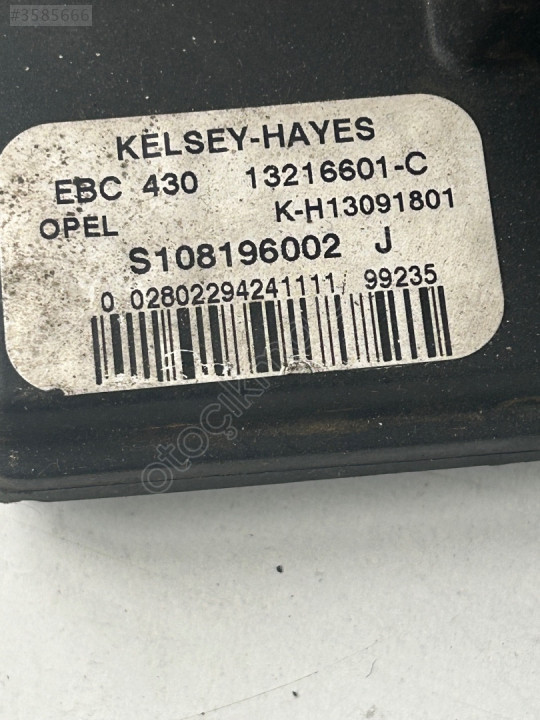 #3585666
KELSEY-HAYES
EBC 430 13216601-C
OPEL K-H13091801
S108196002 J
0 02802294241111 99235
otoçıkma